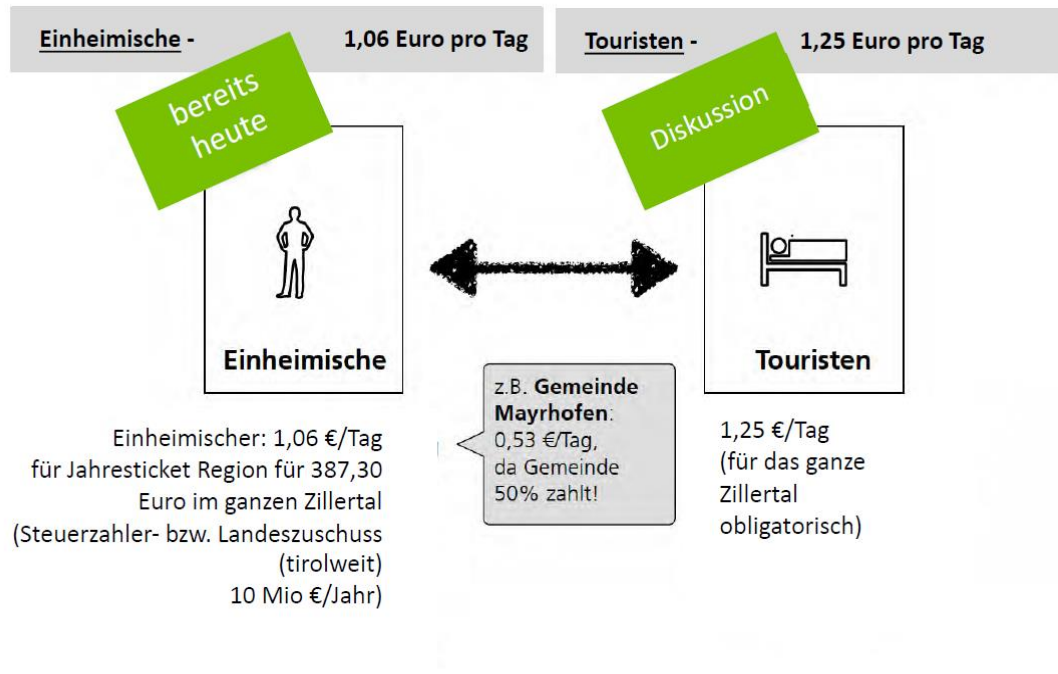 Einheimische - 1,06 Euro pro Tag
Touristen - 1,25 Euro pro Tag
bereits
heute
Diskussion
Einheimische
Touristen
Einheimischer: 1,06 €/Tag
für Jahresticket Region für 387,30
Euro im ganzen Zillertal
(Steuerzahler- bzw. Landeszuschuss
(tirolweit)
10 Mio €/Jahr)
z.B. Gemeinde
Mayrhofen:
0,53 €/Tag,
da Gemeinde
50% zahlt!
1,25 €/Tag
(für das ganze
Zillertal
obligatorisch)